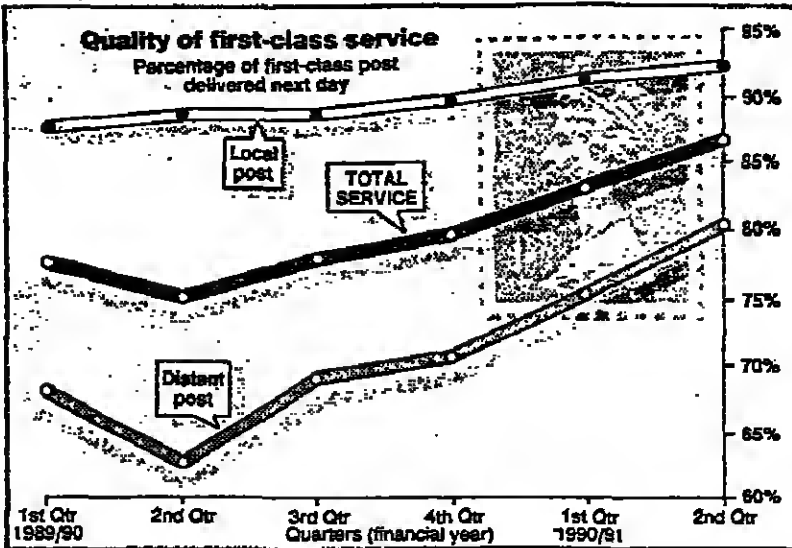 Quality of first-class service
Percentage of first-class post
delivered next day
Local
post
TOTAL
SERVICE
Distant
post
95%
90%
85%
80%
75%
70%
65%
60%
1st Qtr
1989/90
2nd Qtr
3rd Qtr
4th Qtr
1st Qtr
1990/91
2nd Qtr
Quarters (financial year)